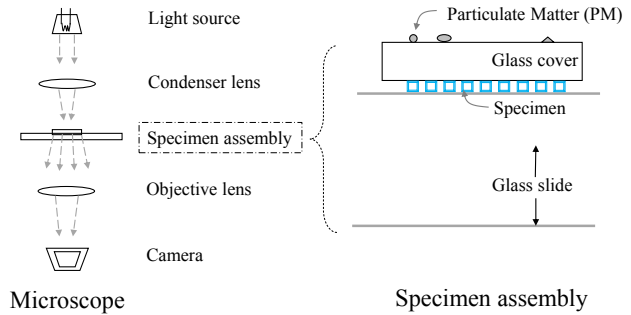 Light source
Condenser lens
Specimen assembly
Objective lens
Camera
Microscope
Particulate Matter (PM)
Glass cover
Specimen
Glass slide
Specimen assembly